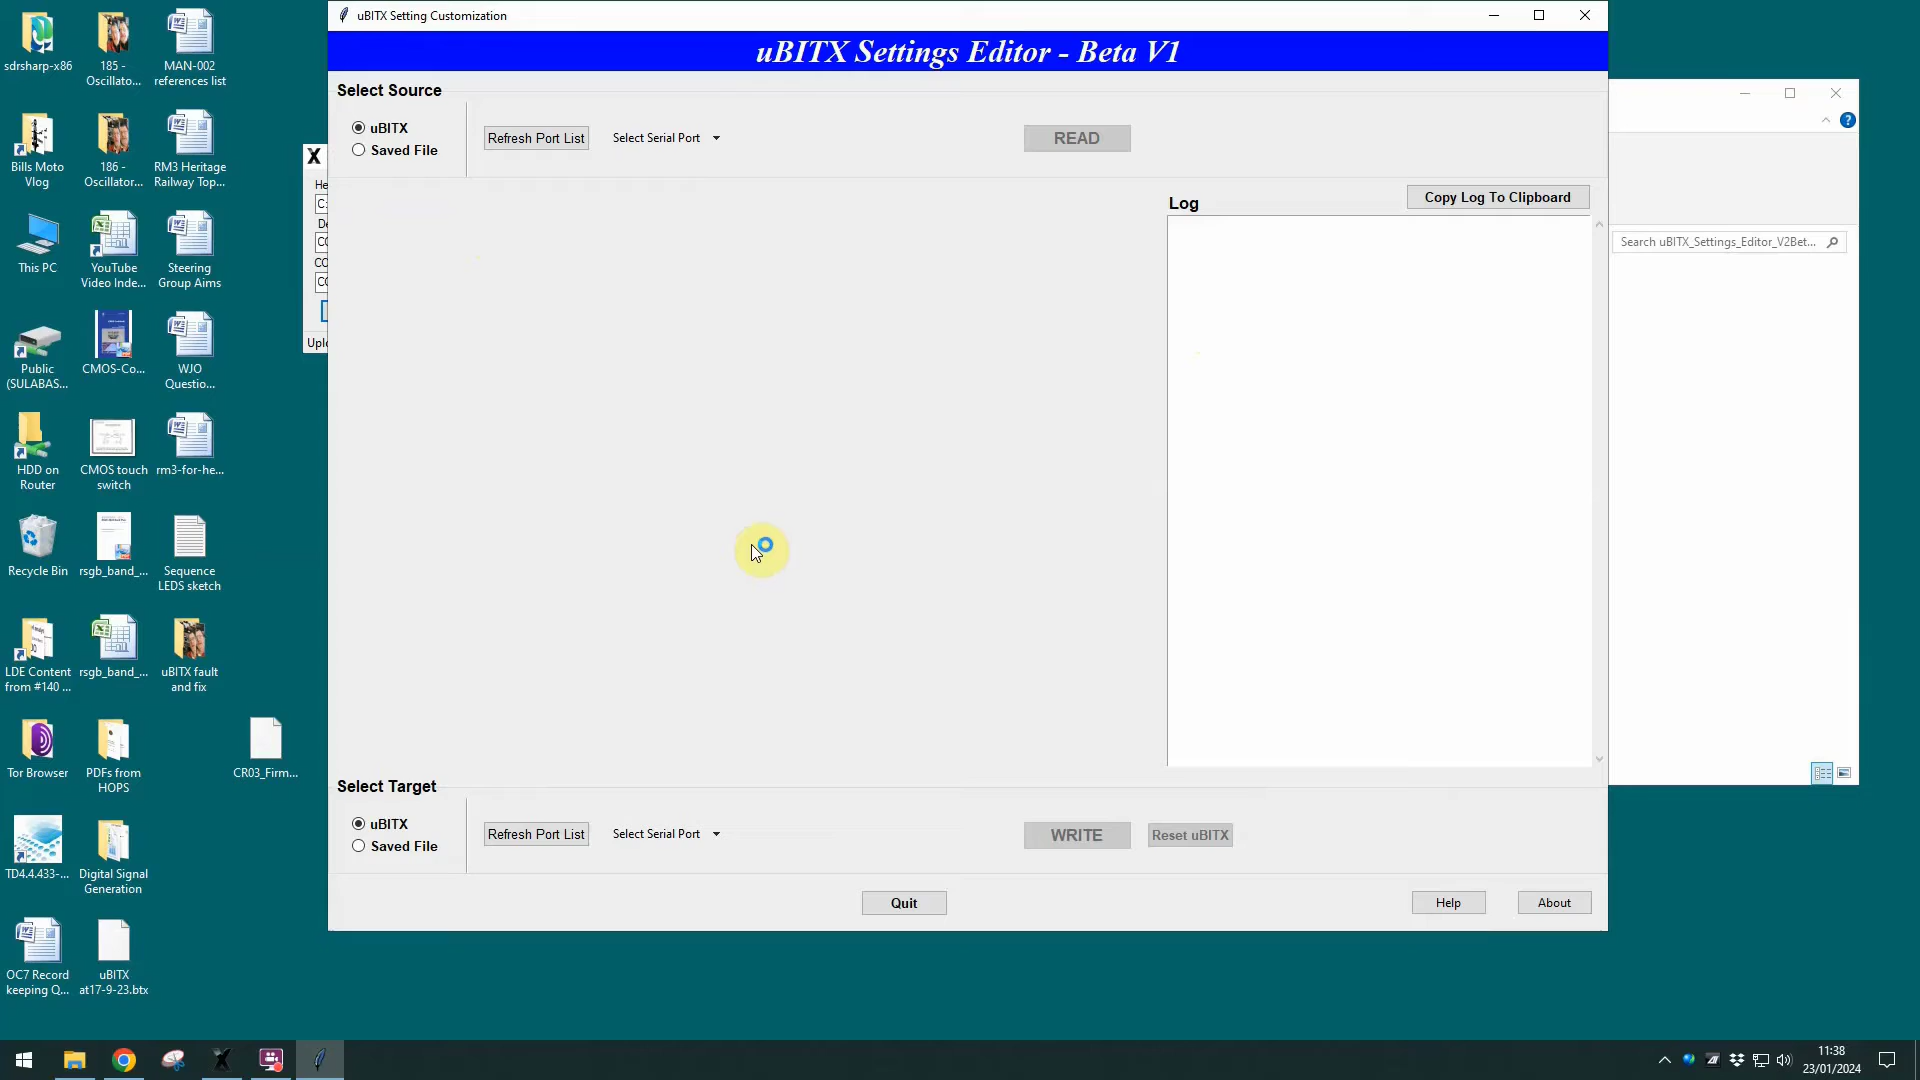 sdrsharp-x86
185 -
Oscillato...
MAN-002
references list
Bills Moto
Vlog
186 -
Oscillator...
RM3 Heritage
Railway Top...
This PC
YouTube
Video Inde...
Steering
Group Aims
Public
(SULABAS...
CMOS-Co...
WJO
Questio...
HDD on
Router
CMOS touch
switch
rm3-for-he...
Recycle Bin
rsgb_band_...
Sequence
LEDS sketch
LDE Content
from #140 ...
rsgb_band_...
uBITX fault
and fix
Tor Browser
PDFs from
HOPS
CR03_Firm...
TD4.4.433-...
Digital Signal
Generation
OC7 Record
keeping Q...
uBITX
at17-9-23.btx
X
He
C:
De
CO
CO
CO
Uplo
uBITX Setting Customization
uBITX Settings Editor - Beta V1
Select Source
uBITX
Saved File
Refresh Port List
Select Serial Port
READ
Log
Copy Log To Clipboard
Select Target
uBITX
Saved File
Refresh Port List
Select Serial Port
WRITE
Reset uBITX
Quit
Help
About
?
Search uBITX_Settings_Editor_V2Bet...
11:38
23/01/2024